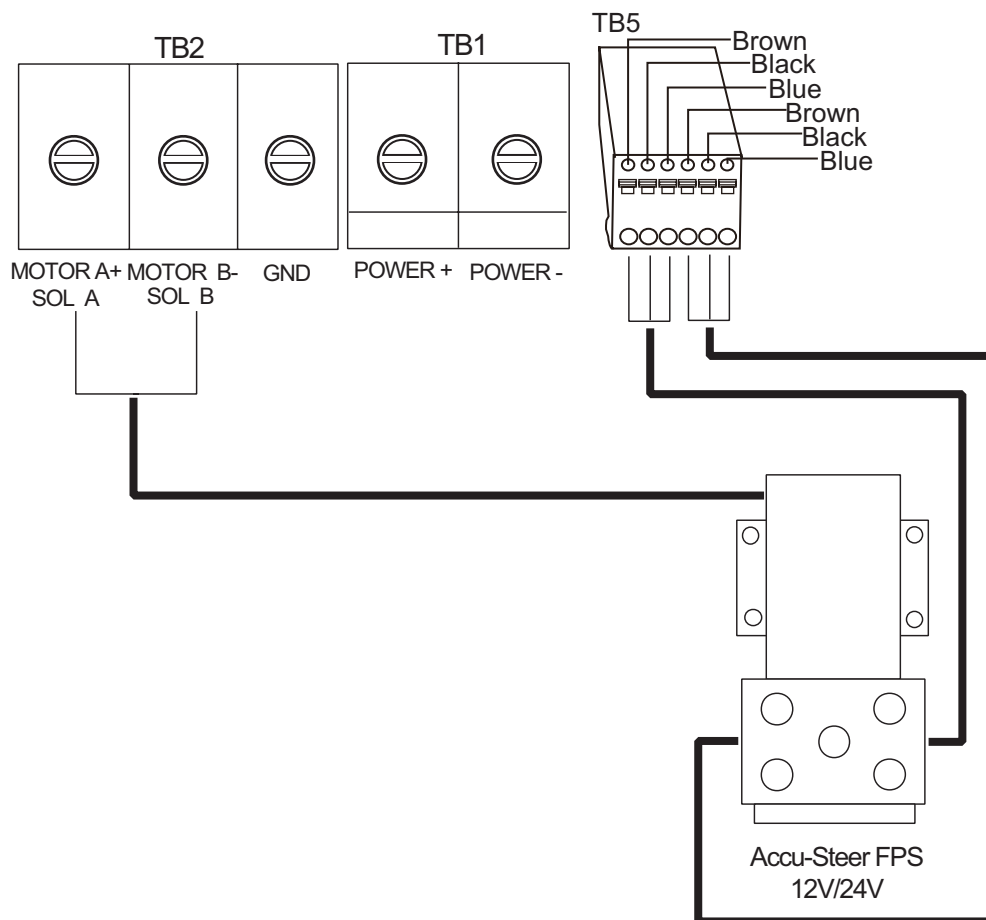 TB2
TB1
TB5
Brown
Black
Blue
Brown
Black
Blue
MOTOR A+
SOL A
MOTOR B-
SOL B
GND
POWER +
POWER -
Accu-Steer FPS
12V/24V